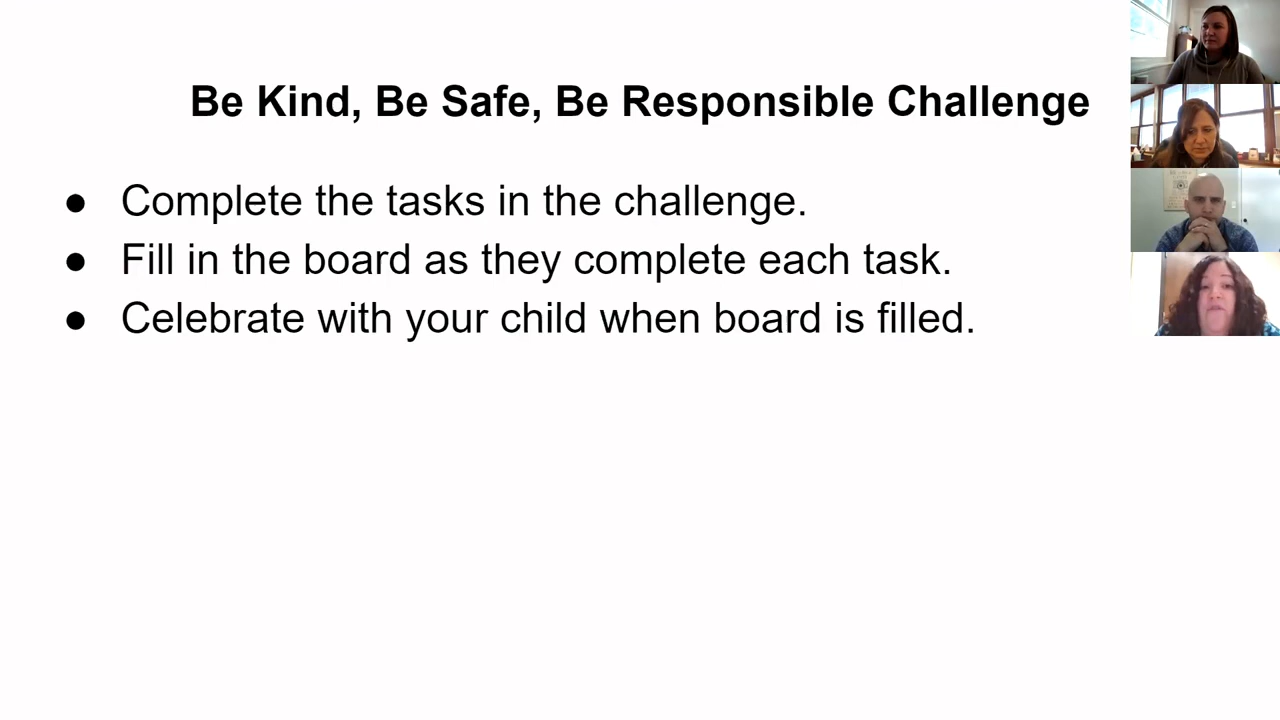 Be Kind, Be Safe, Be Responsible Challenge
● Complete the tasks in the challenge.
● Fill in the board as they complete each task.
● Celebrate with your child when board is filled.